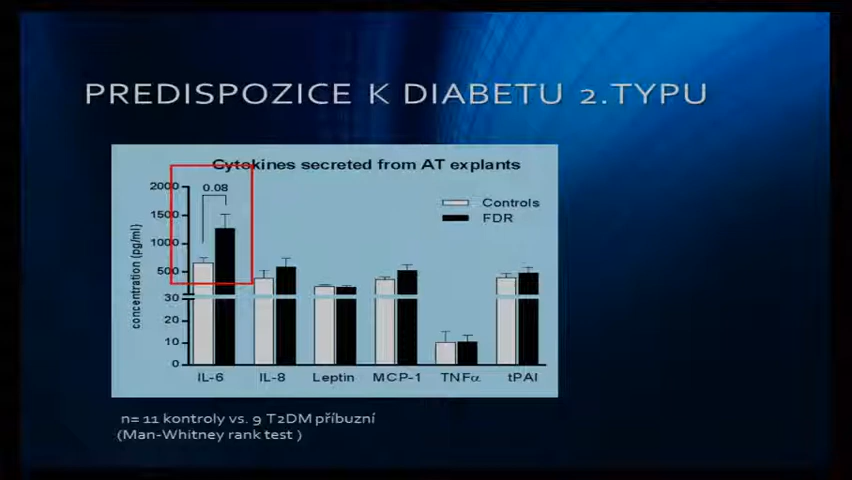 PREDISPOZICE K DIABETU 2.TYPU
Cytokines secreted from AT explants
2000
0.08
Controls
1500
FDR
1000
concentration (pg/ml)
500
30
20
10
0
IL-6 IL-8 Leptin MCP-1 TNFα tPAI
n= 11 kontroly vs. 9 T2DM příbuzní
(Man-Whitney rank test )